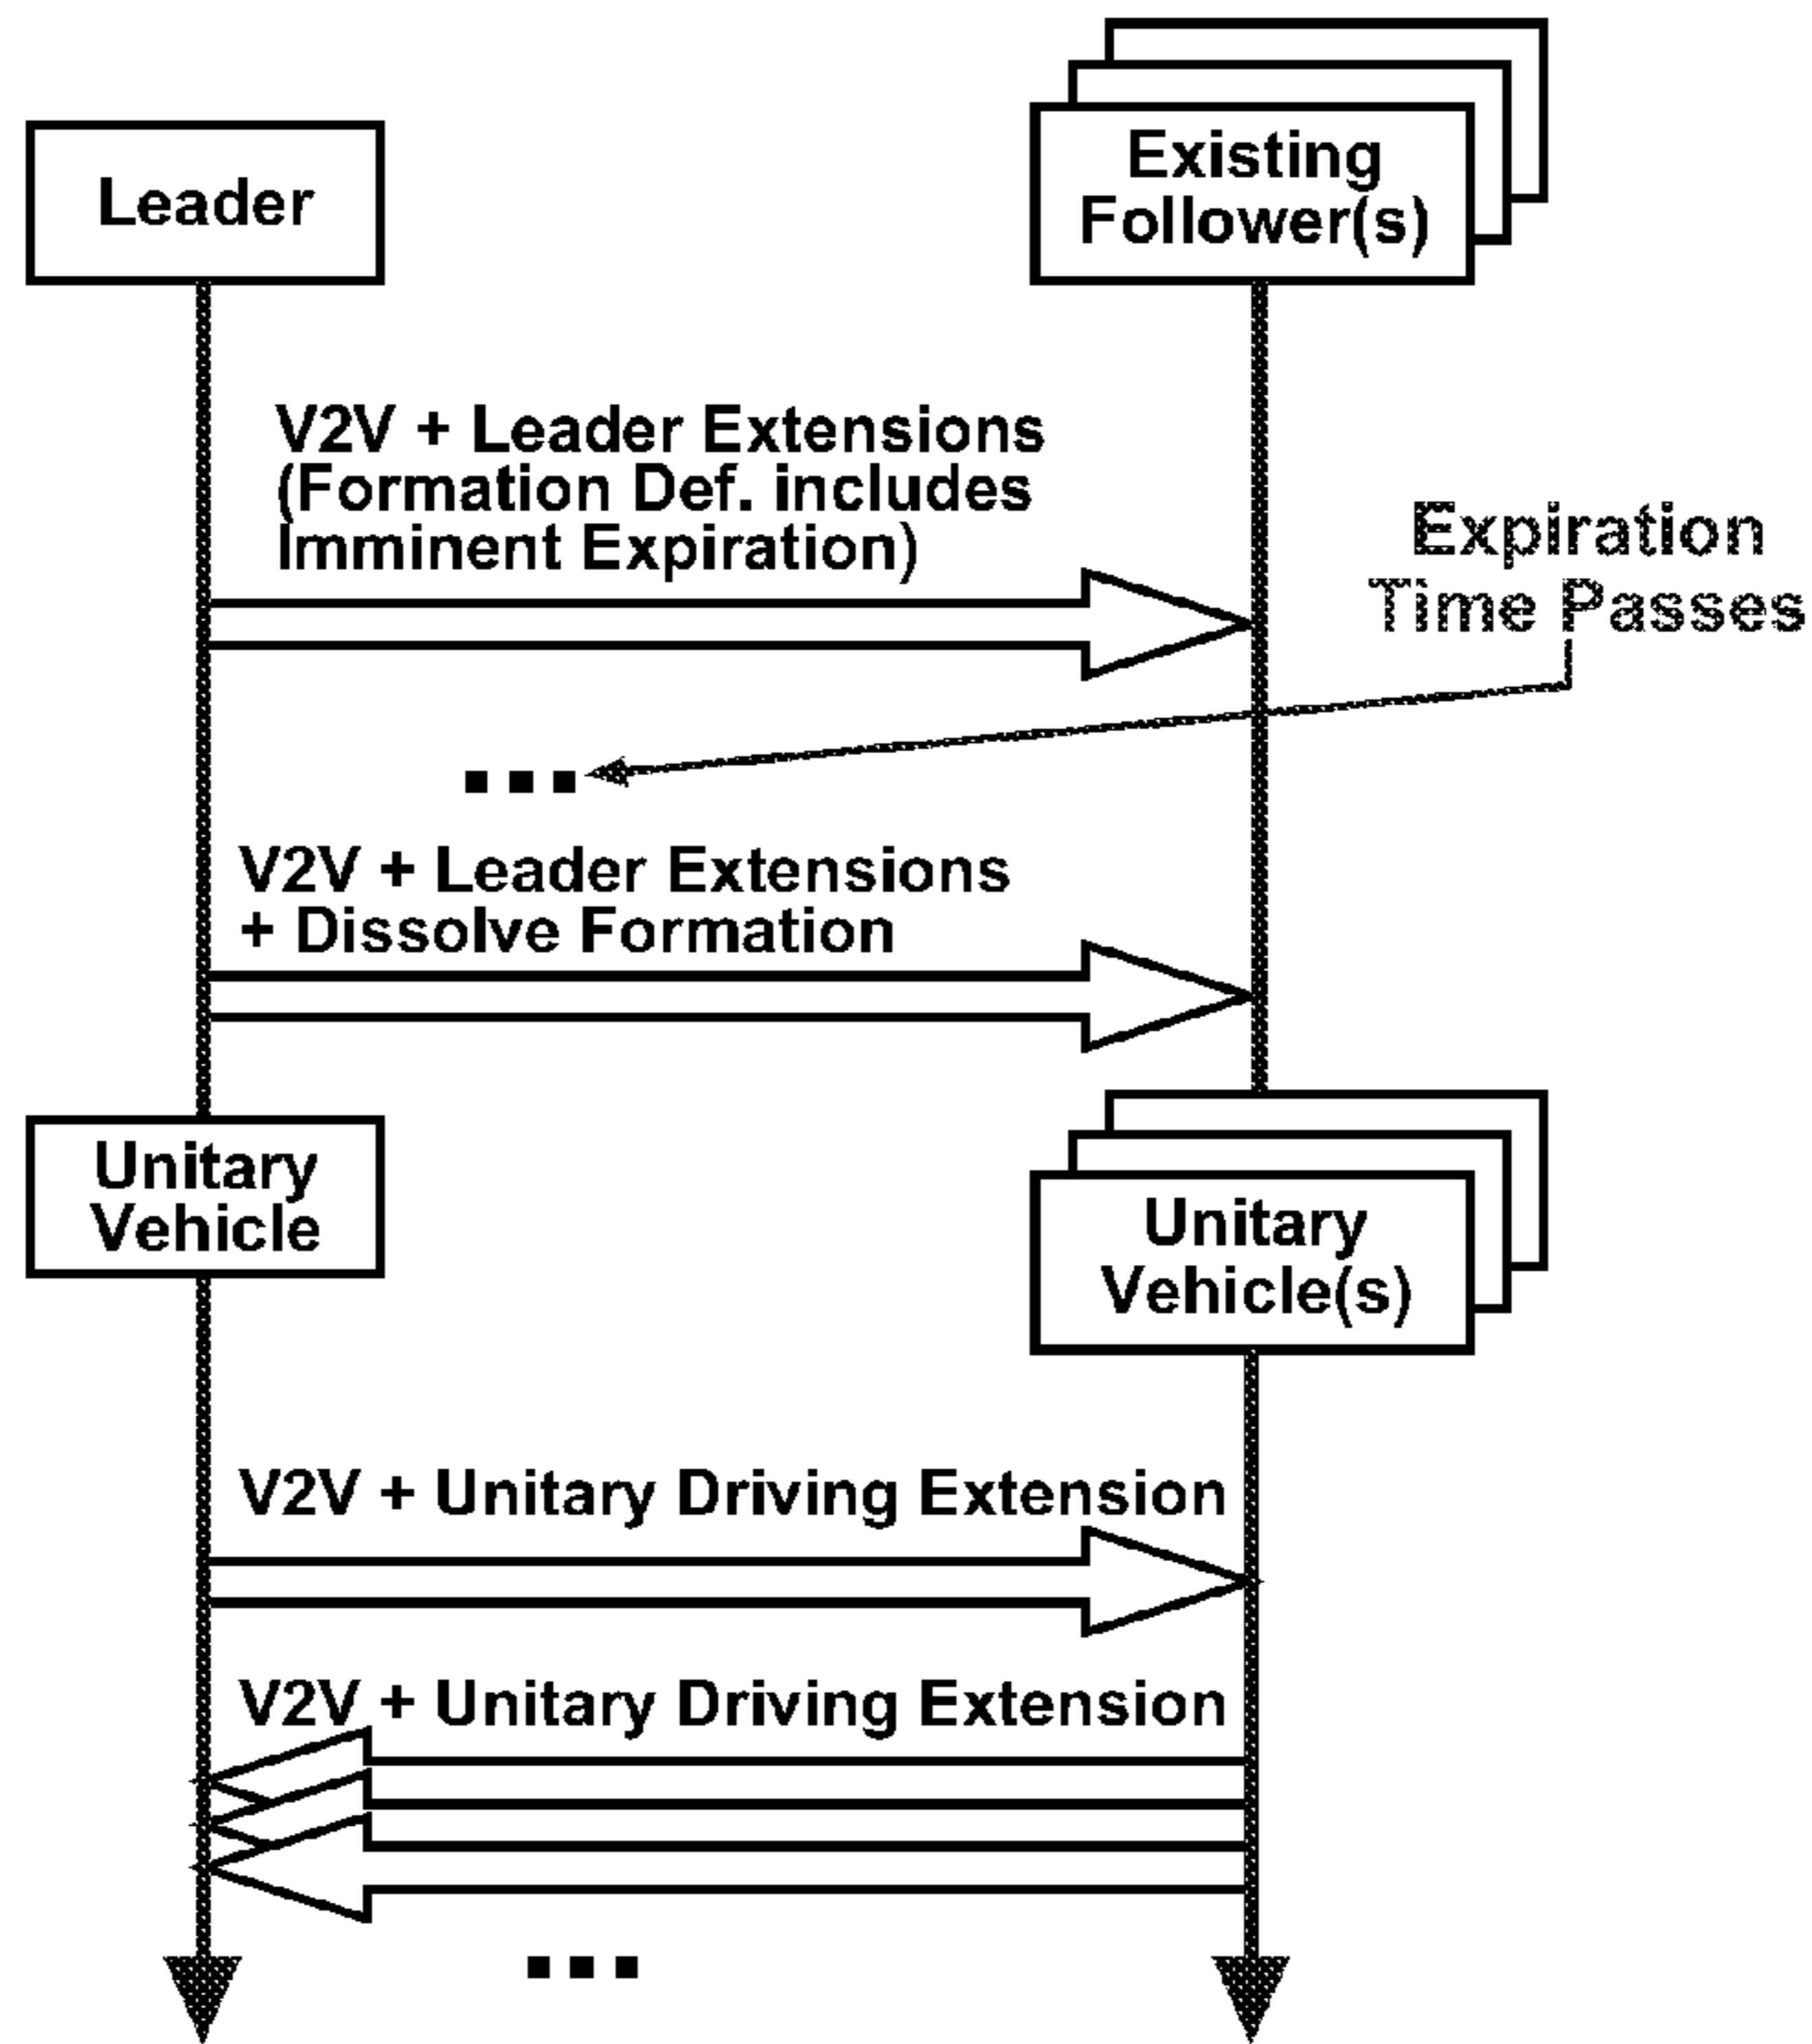 Leader
Existing
Follower(s)
V2V + Leader Extensions
(Formation Def. includes
Imminent Expiration)
Expiration
Time Passes
...
V2V + Leader Extensions
+ Dissolve Formation
Unitary
Vehicle
Unitary
Vehicle(s)
V2V + Unitary Driving Extension
V2V + Unitary Driving Extension
...